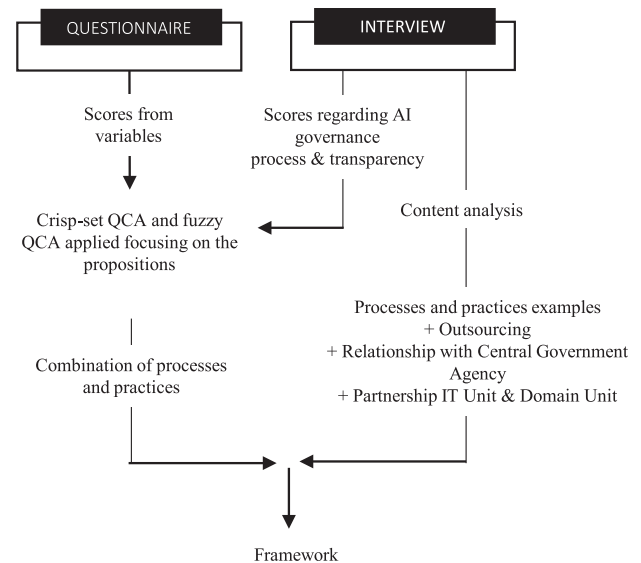 QUESTIONNAIRE
INTERVIEW
Scores from
variables
Scores regarding AI
governance
process & transparency
Crisp-set QCA and fuzzy
QCA applied focusing on the
propositions
Content analysis
Processes and practices examples
+ Outsourcing
+ Relationship with Central Government
Agency
+ Partnership IT Unit & Domain Unit
Combination of processes
and practices
Framework